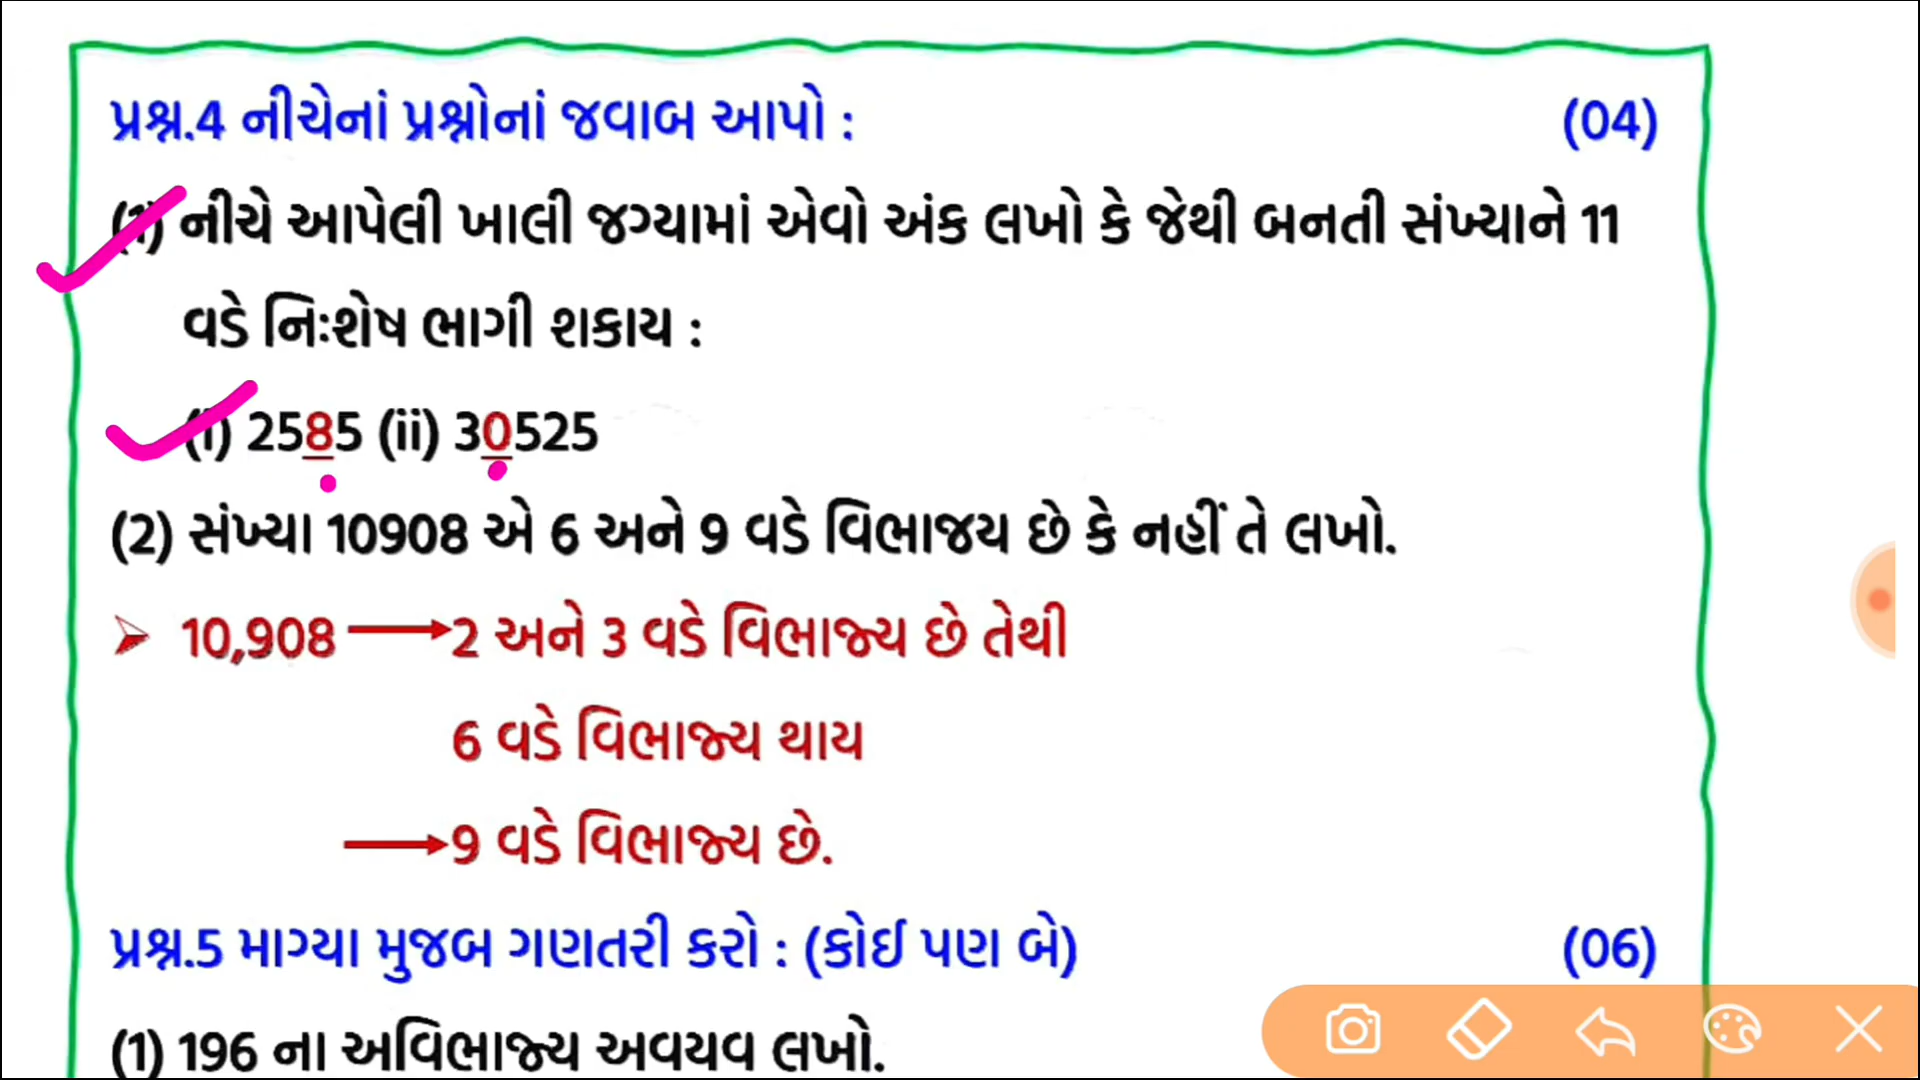 પ્રશ્ન.4 નીચેનાં પ્રશ્નોનાં જવાબ આપો : (04)
(1) નીચે આપેલી ખાલી જગ્યામાં એવો અંક લખો કે જેથી બનતી સંખ્યાને 11
વડે નિઃશેષ ભાગી શકાય :
(i) 2585 (ii) 30525
(2) સંખ્યા 10908 એ 6 અને 9 વડે વિભાજય છે કે નહીં તે લખો.
➢ 10,908 ⟶ 2 અને 3 વડે વિભાજ્ય છે તેથી
6 વડે વિભાજ્ય થાય
⟶ 9 વડે વિભાજ્ય છે.
પ્રશ્ન.5 માગ્યા મુજબ ગણતરી કરો : (કોઈ પણ બે) (06)
(1) 196 ના અવિભાજ્ય અવયવ લખો.